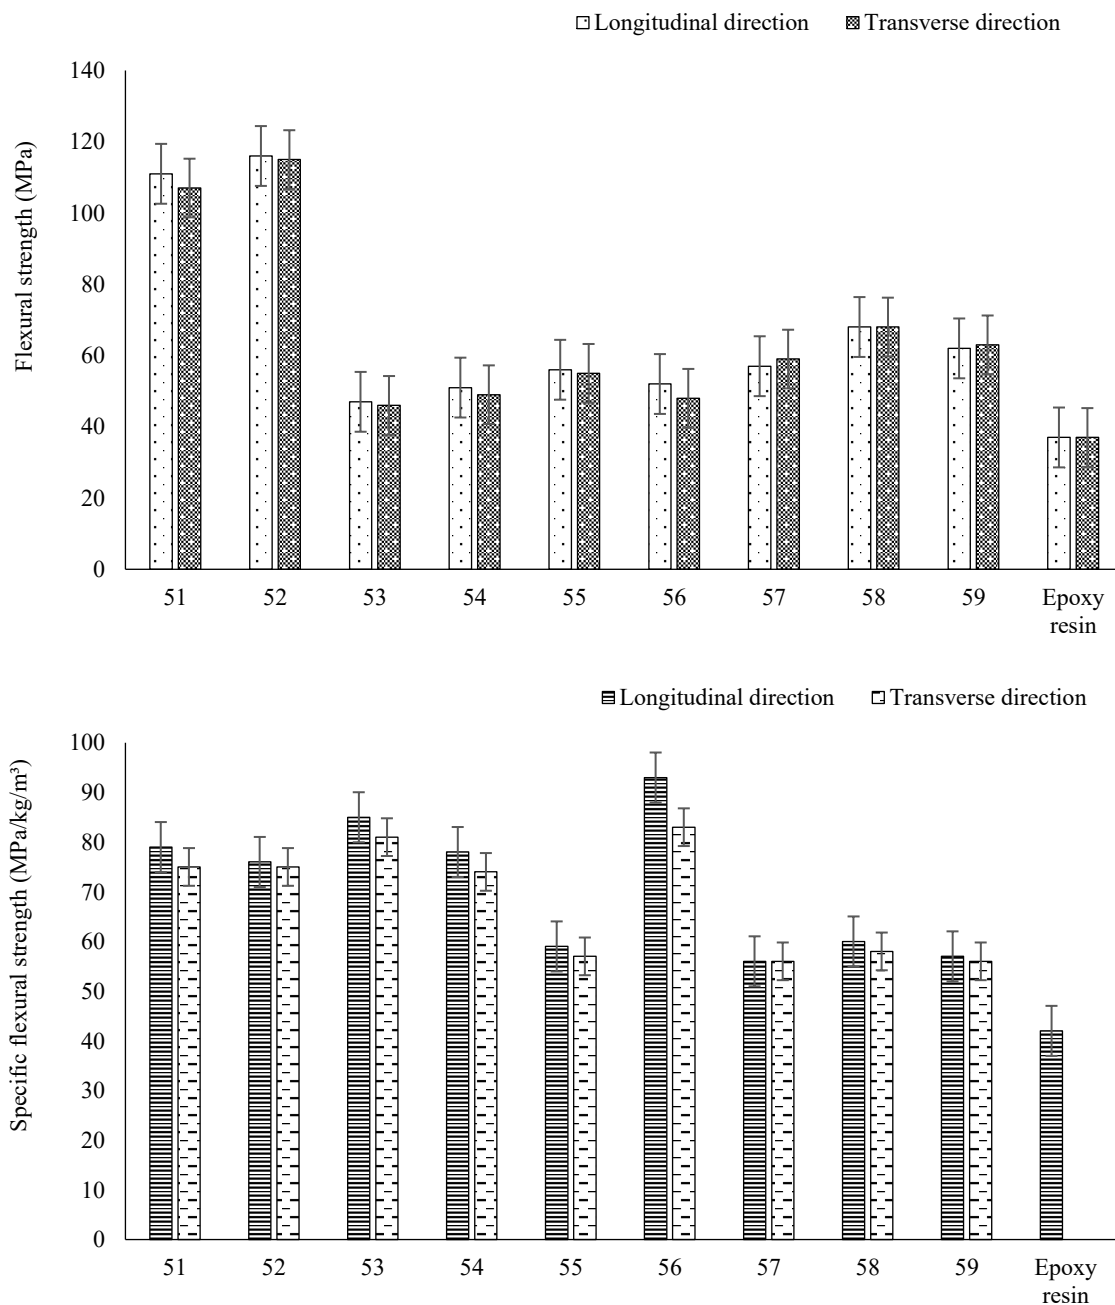 Longitudinal direction Transverse direction
Flexural strength (MPa)
140
120
100
80
60
40
20
0
51 52 53 54 55 56 57 58 59 Epoxy
resin
Longitudinal direction Transverse direction
Specific flexural strength (MPa/kg/m³)
100
90
80
70
60
50
40
30
20
10
0
51 52 53 54 55 56 57 58 59 Epoxy
resin